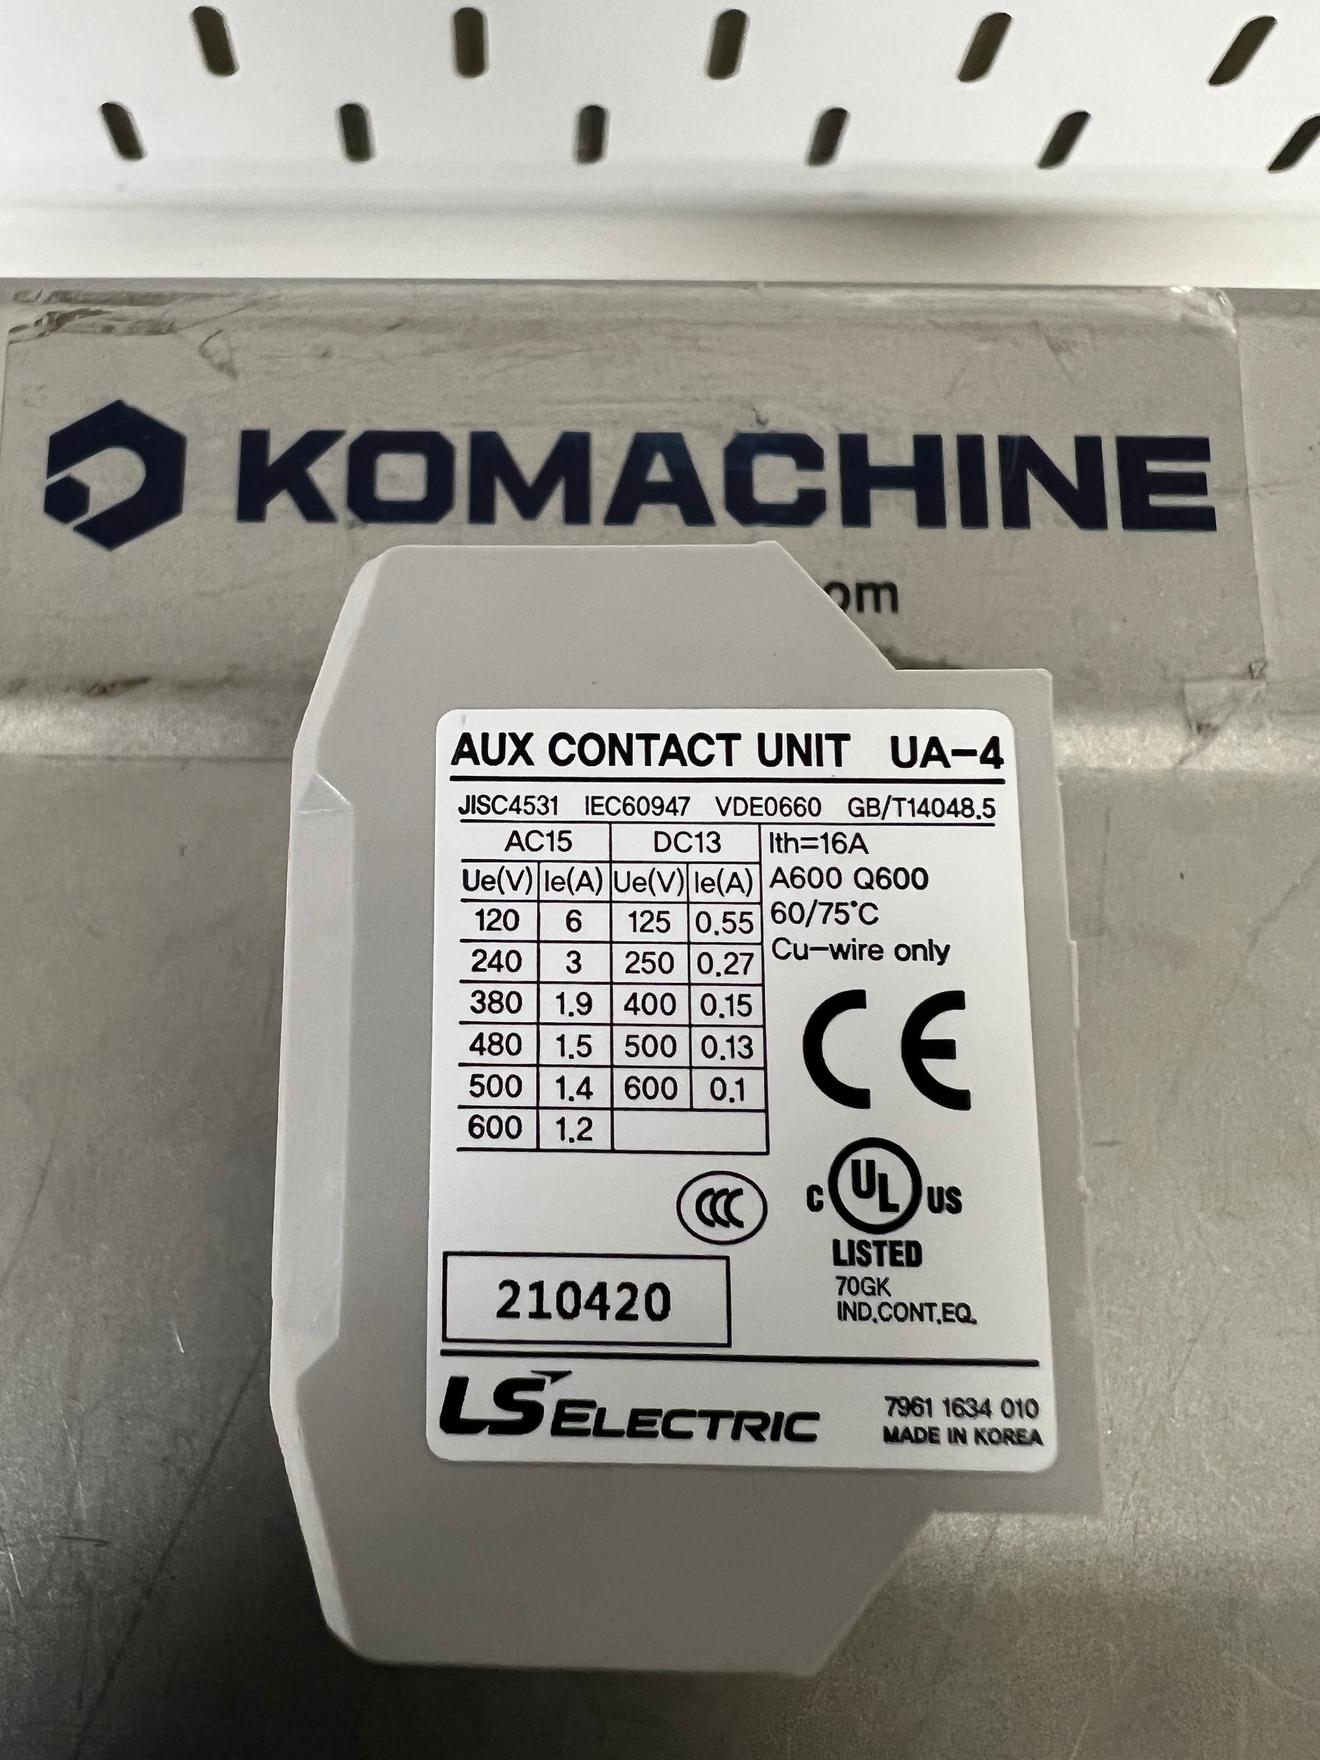 KOMACHINE
om
AUX CONTACT UNIT UA-4
JISC4531 IEC60947 VDE0660 GB/T14048.5
AC15 DC13 Ith=16A
Ue(V) Ie(A) Ue(V) Ie(A) A600 Q600
120 6 125 0.55 60/75°C
240 3 250 0.27 Cu-wire only
380 1.9 400 0.15
480 1.5 500 0.13
500 1.4 600 0.1
600 1.2
CE
CCC
C UL US
LISTED
70GK
IND.CONT.EQ.
210420
LS ELECTRIC
7961 1634 010
MADE IN KOREA